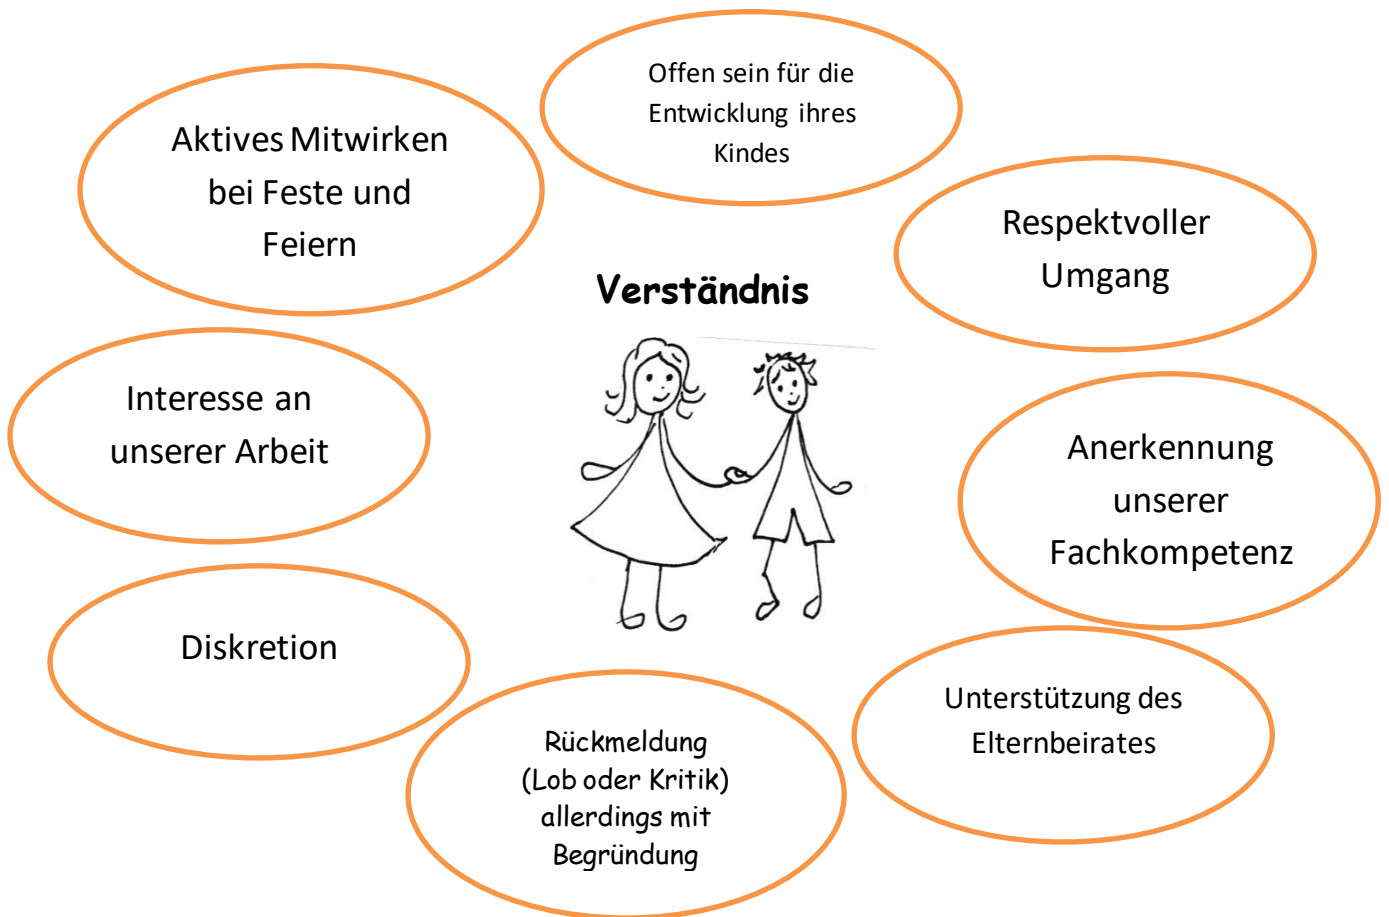 Offen sein für die
Entwicklung ihres
Kindes
Aktives Mitwirken
bei Feste und
Feiern
Respektvoller
Umgang
Verständnis
Interesse an
unserer Arbeit
Anerkennung
unserer
Fachkompetenz
Diskretion
Unterstützung des
Elternbeirates
Rückmeldung
(Lob oder Kritik)
allerdings mit
Begründung